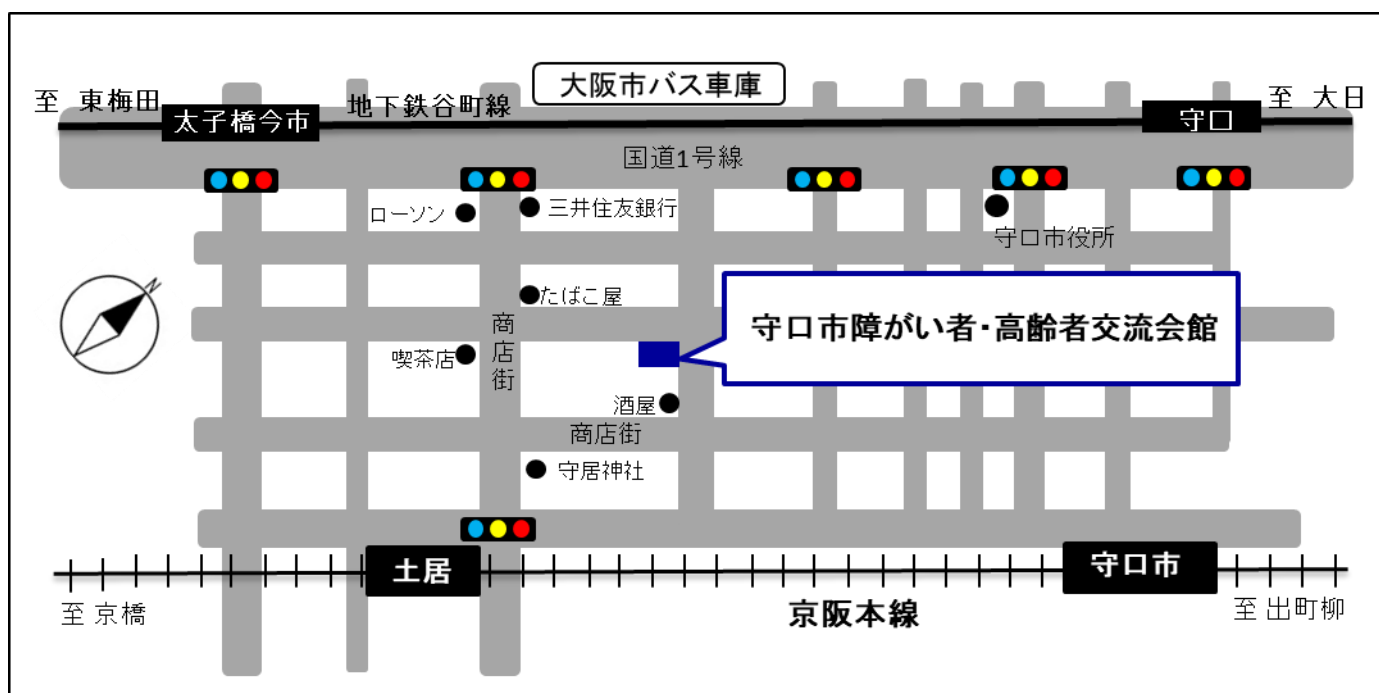 大阪市バス車庫
至 東梅田
地下鉄谷町線
至 大日
太子橋今市
守口
国道1号線
ローソン
三井住友銀行
守口市役所
N
たばこ屋
商店街
守口市障がい者・高齢者交流会館
喫茶店
酒屋
商店街
守居神社
土居
守口市
至 京橋
京阪本線
至 出町柳